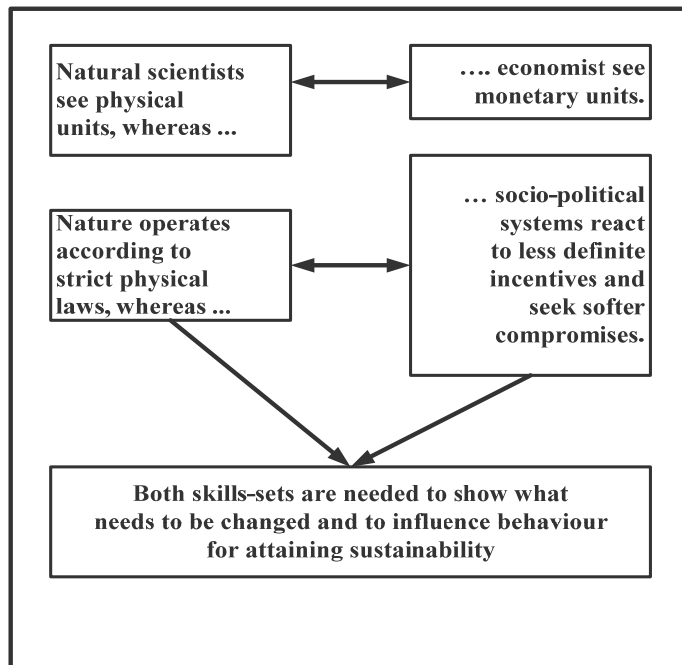 Natural scientists
see physical
units, whereas ...
…. economist see
monetary units.
Nature operates
according to
strict physical
laws, whereas ...
… socio-political
systems react
to less definite
incentives and
seek softer
compromises.
Both skills-sets are needed to show what
needs to be changed and to influence behaviour
for attaining sustainability